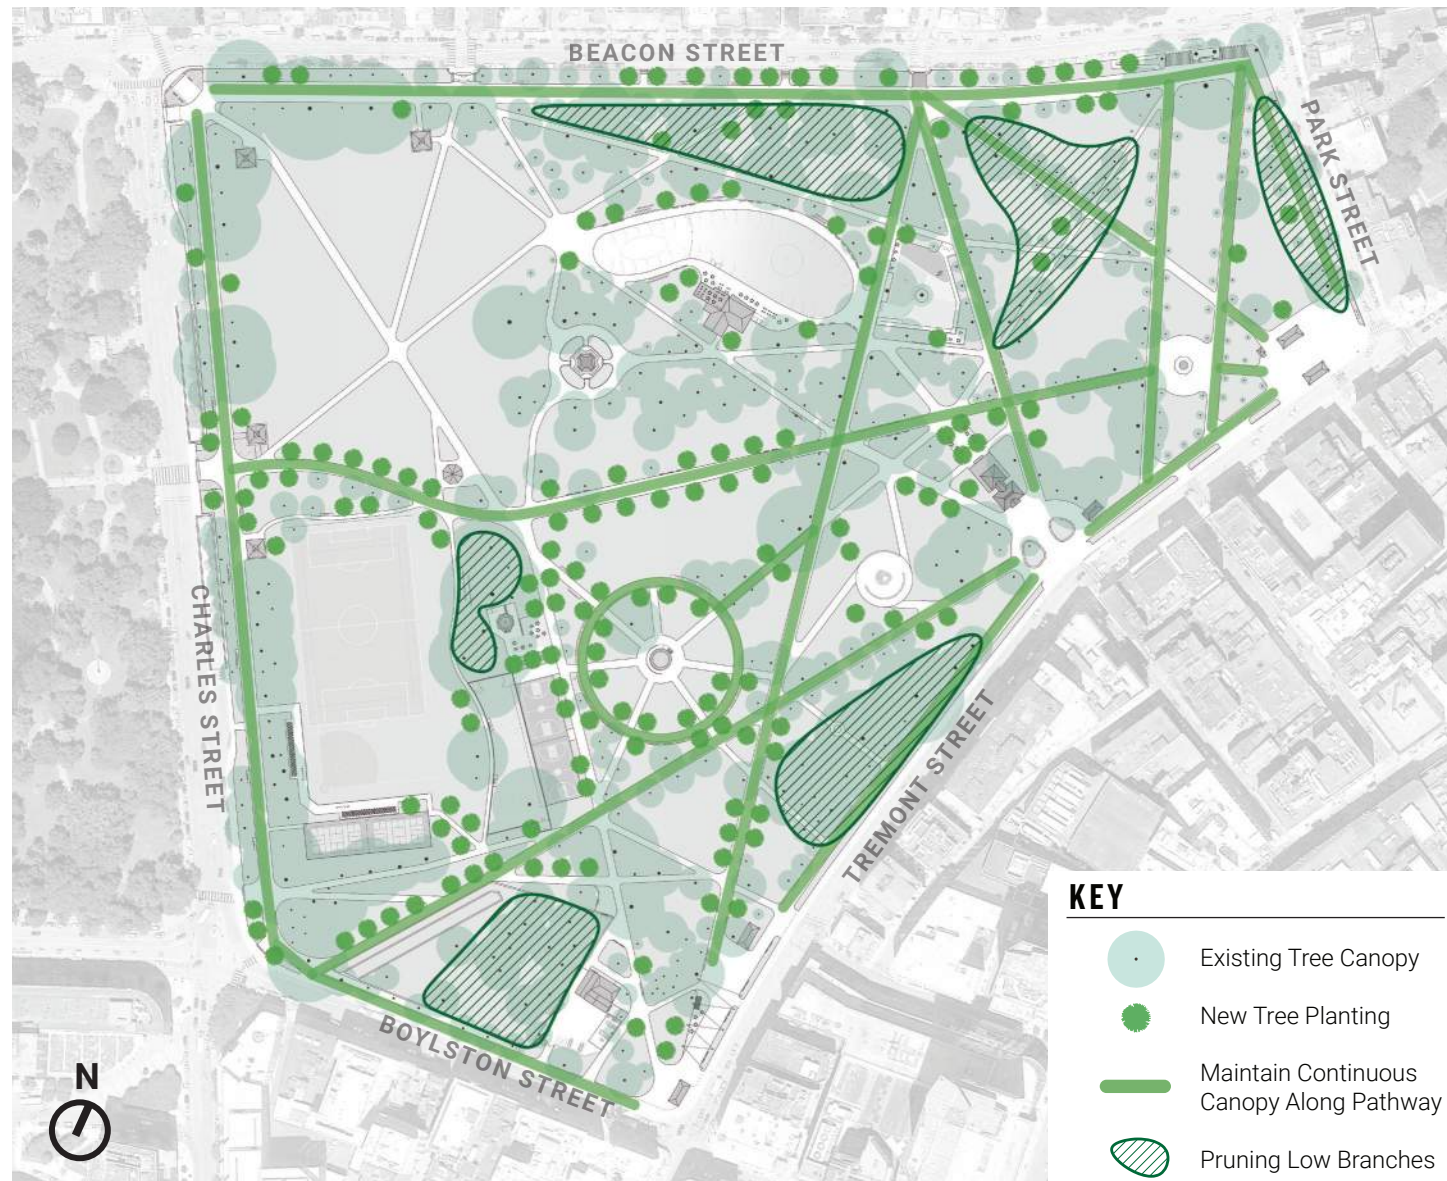 BEACON STREET
PARK STREET
CHARLES STREET
TREMONT STREET
BOYLSTON STREET
N
KEY
Existing Tree Canopy
New Tree Planting
Maintain Continuous
Canopy Along Pathway
Pruning Low Branches